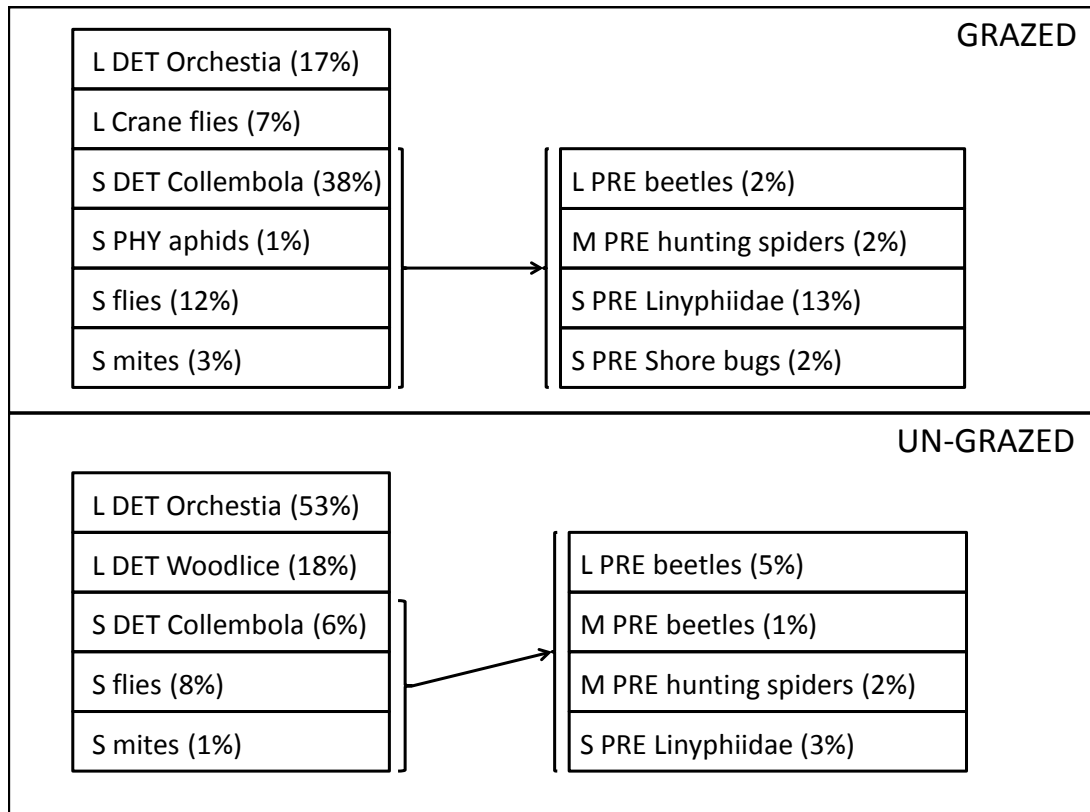 GRAZED
L DET Orchestia (17%)
L Crane flies (7%)
S DET Collembola (38%)
S PHY aphids (1%)
S flies (12%)
S mites (3%)
L PRE beetles (2%)
M PRE hunting spiders (2%)
S PRE Linyphiidae (13%)
S PRE Shore bugs (2%)
UN-GRAZED
L DET Orchestia (53%)
L DET Woodlice (18%)
S DET Collembola (6%)
S flies (8%)
S mites (1%)
L PRE beetles (5%)
M PRE beetles (1%)
M PRE hunting spiders (2%)
S PRE Linyphiidae (3%)